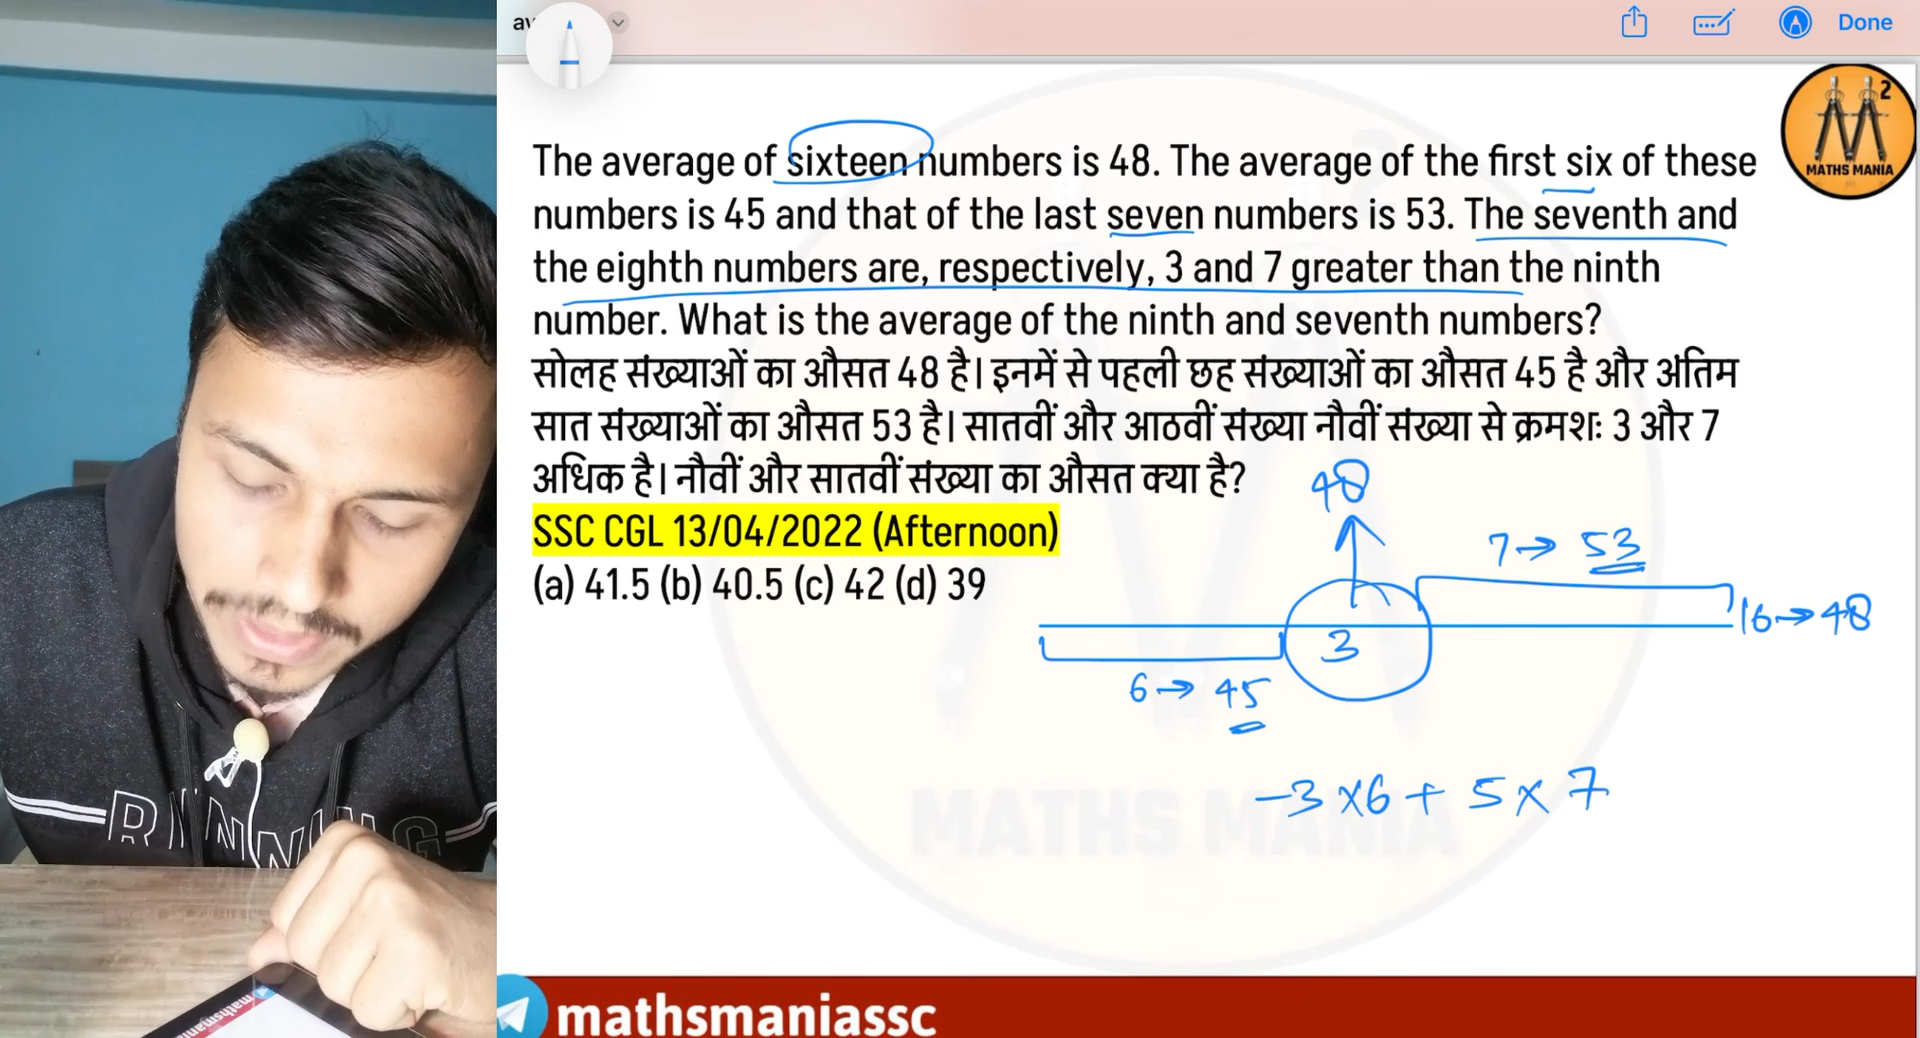 Done
2
MATHS MANIA
The average of sixteen numbers is 48. The average of the first six of these
numbers is 45 and that of the last seven numbers is 53. The seventh and
the eighth numbers are, respectively, 3 and 7 greater than the ninth
number. What is the average of the ninth and seventh numbers?
सोलह संख्याओं का औसत 48 है। इनमें से पहली छह संख्याओं का औसत 45 है और अंतिम
सात संख्याओं का औसत 53 है। सातवीं और आठवीं संख्या नौवीं संख्या से क्रमशः 3 और 7
अधिक है। नौवीं और सातवीं संख्या का औसत क्या है?
48
SSC CGL 13/04/2022 (Afternoon)
7→ 53
(a) 41.5 (b) 40.5 (c) 42 (d) 39
16→48
3
6→ 45
-3×6+ 5×7
MATHS MANIA
mathsmaniassc